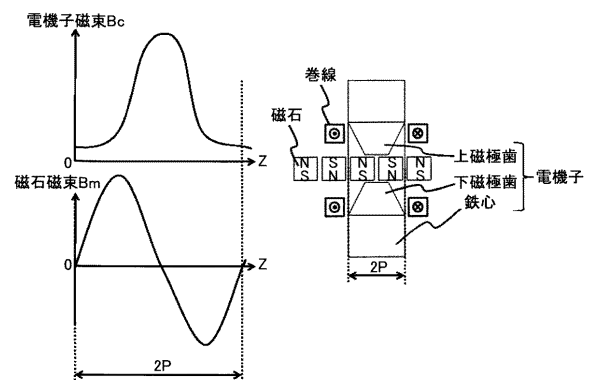 電機子磁束Bc
0
Z
磁石磁束Bm
0
Z
2P
巻線
磁石
N S N S N
S N S N S
上磁極歯
下磁極歯
電機子
鉄心
2P